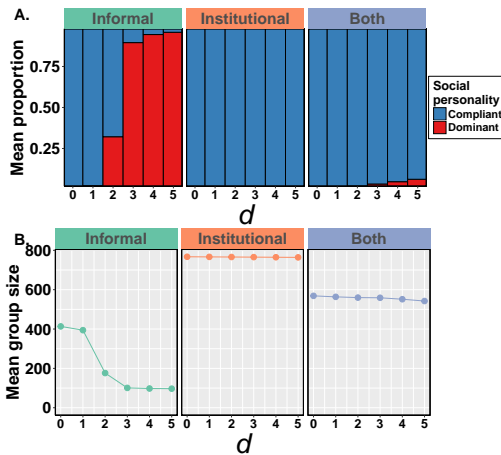 A.
Informal Institutional Both
Mean proportion
0.75
0.50
0.25
0 1 2 3 4 5 0 1 2 3 4 5 0 1 2 3 4 5
d
Social
personality
Compliant
Dominant
B.
Informal Institutional Both
Mean group size
800
600
400
200
0
0 1 2 3 4 5 0 1 2 3 4 5 0 1 2 3 4 5
d